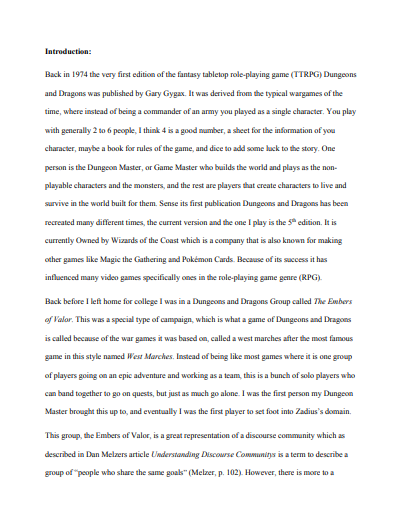 Introduction:
Back in 1974 the very first edition of the fantasy tabletop role-playing game (TTRPG) Dungeons
and Dragons was published by Gary Gygax. It was derived from the typical wargames of the
time, where instead of being a commander of an army you played as a single character. You play
with generally 2 to 6 people, I think 4 is a good number, a sheet for the information of you
character, maybe a book for rules of the game, and dice to add some luck to the story. One
person is the Dungeon Master, or Game Master who builds the world and plays as the non-
playable characters and the monsters, and the rest are players that create characters to live and
survive in the world built for them. Sense its first publication Dungeons and Dragons has been
recreated many different times, the current version and the one I play is the 5th edition. It is
currently Owned by Wizards of the Coast which is a company that is also known for making
other games like Magic the Gathering and Pokémon Cards. Because of its success it has
influenced many video games specifically ones in the role-playing game genre (RPG).
Back before I left home for college I was in a Dungeons and Dragons Group called The Embers
of Valor. This was a special type of campaign, which is what a game of Dungeons and Dragons
is called because of the war games it was based on, called a west marches after the most famous
game in this style named West Marches. Instead of being like most games where it is one group
of players going on an epic adventure and working as a team, this is a bunch of solo players who
can band together to go on quests, but just as much go alone. I was the first person my Dungeon
Master brought this up to, and eventually I was the first player to set foot into Zadius's domain.
This group, the Embers of Valor, is a great representation of a discourse community which as
described in Dan Melzers article Understanding Discourse Communitys is a term to describe a
group of "people who share the same goals" (Melzer, p. 102). However, there is more to a